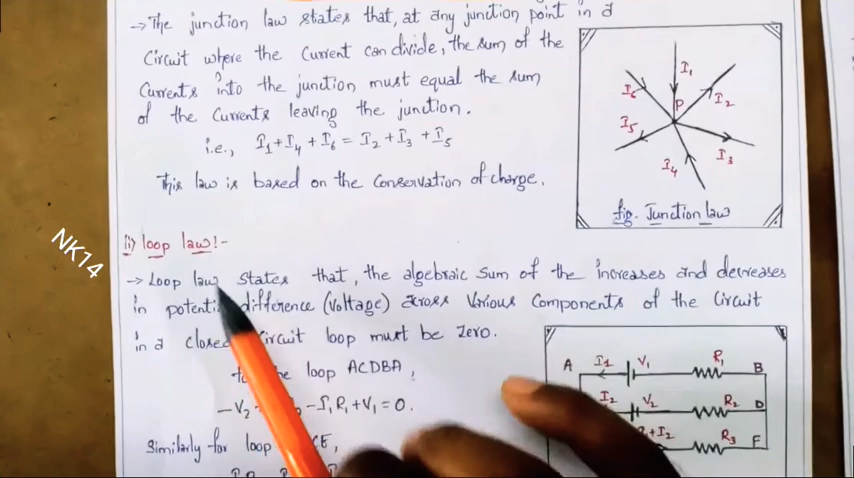 → The junction law states that, at any junction point in a
Circuit where the Current can divide, the sum of the
Currents into the junction must equal the sum
of the Currents leaving the junction.
i.e., I₁+I₄+I₆ = I₂+I₃+I₅
This law is based on the Conservation of charge.
I₁
I₆
I₂
P
I₅
I₄
I₃
fig. Junction law
NK14
ii) loop law:-
→ Loop law states that, the algebraic sum of the increases and decreases
in difference (voltage) across various components of the Circuit
in a loop must be zero.
loop ACDBA,
-V₂ - I₁R₁+V₁=0.
Similarly for loop CE,
A I₁ V₁ R₁ B
I₂ V₂ R₂ D
+I₂ R₃ F